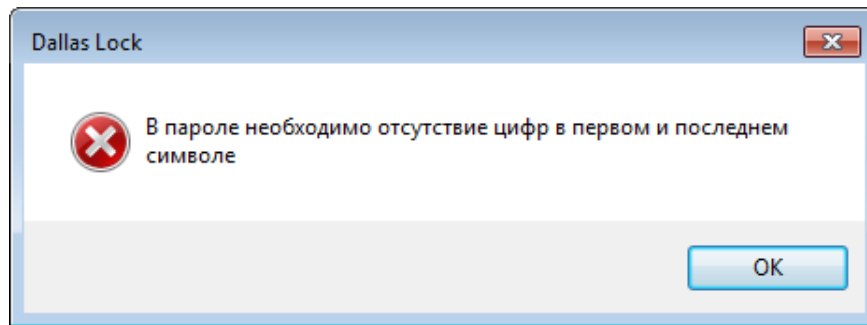 Dallas Lock
В пароле необходимо отсутствие цифр в первом и последнем
символе
OK